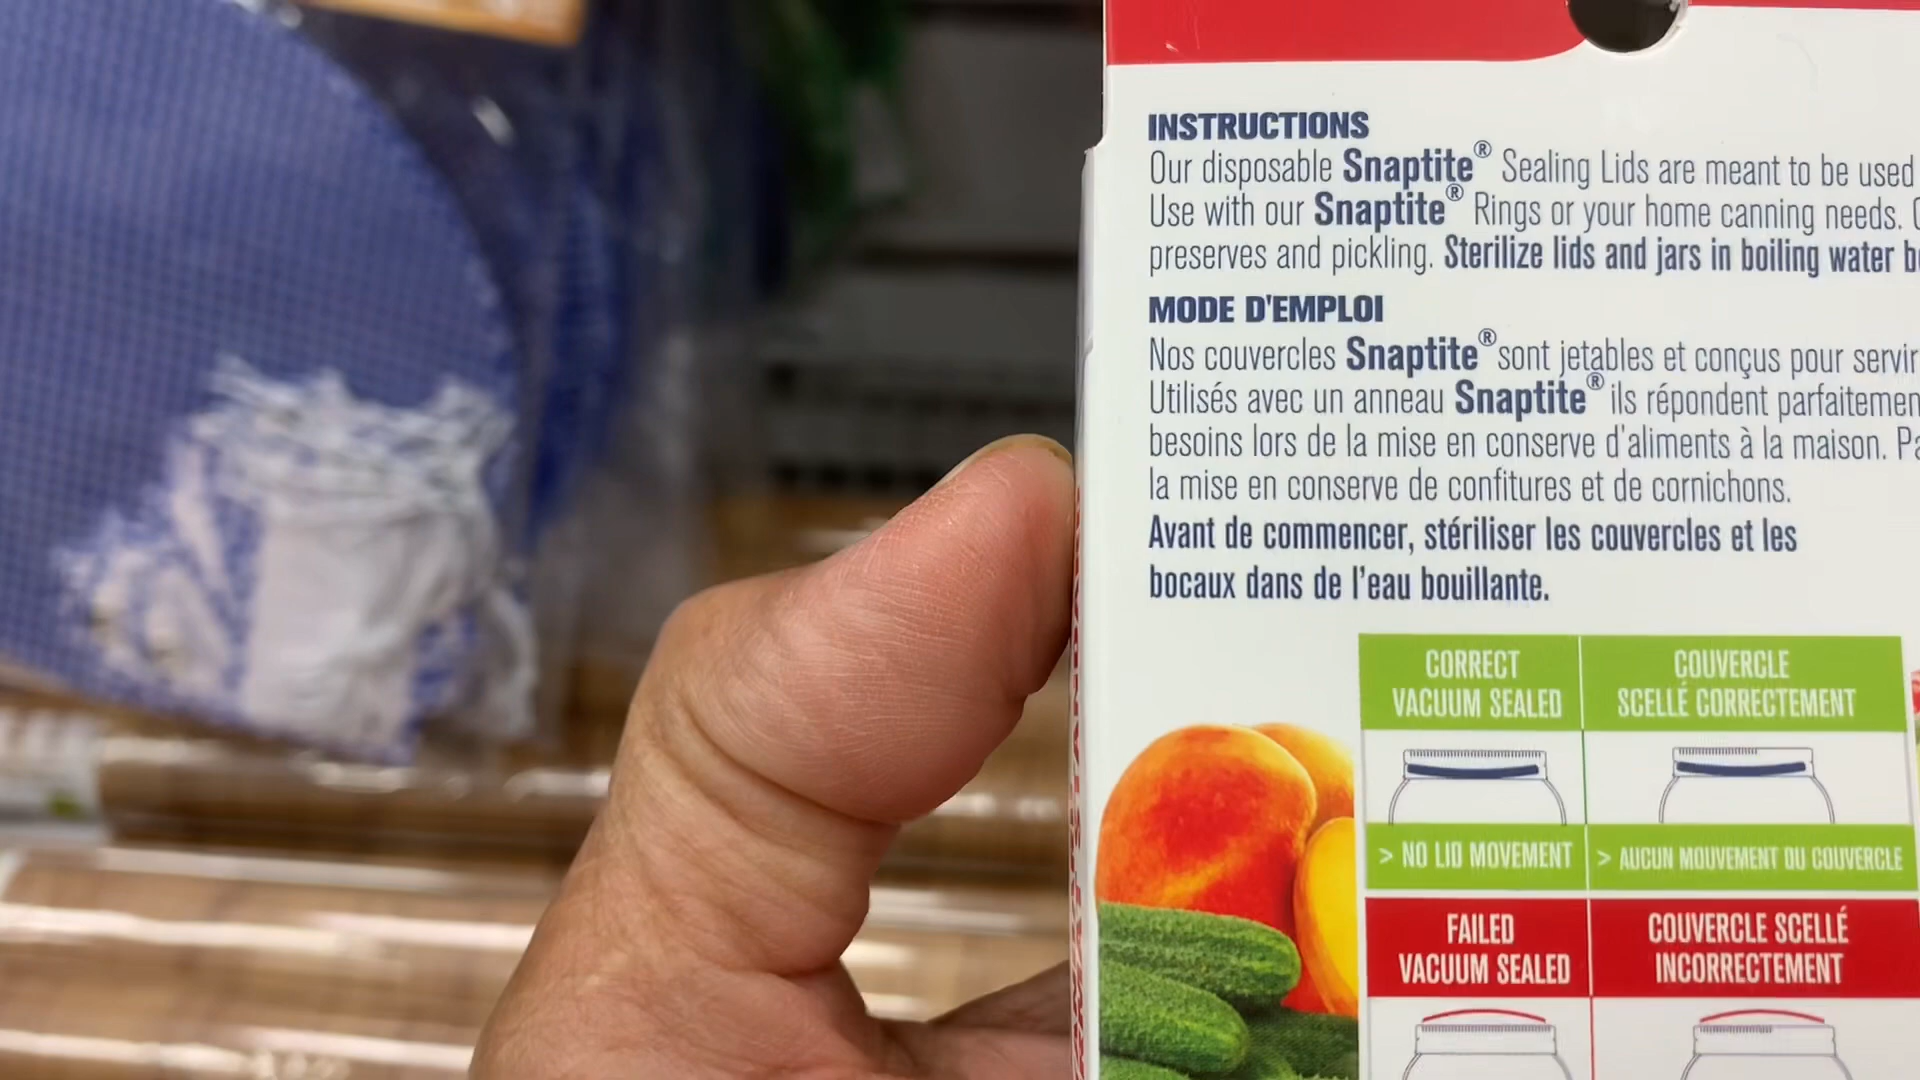 INSTRUCTIONS
Our disposable Snaptite® Sealing Lids are meant to be used
Use with our Snaptite® Rings or your home canning needs.
preserves and pickling. Sterilize lids and jars in boiling water
MODE D'EMPLOI
Nos couvercles Snaptite® sont jetables et conçus pour servir
Utilisés avec un anneau Snaptite® ils répondent parfaitemen
besoins lors de la mise en conserve d'aliments à la maison.
la mise en conserve de confitures et de cornichons.
Avant de commencer, stériliser les couvercles et les
bocaux dans de l'eau bouillante.
CORRECT
VACUUM SEALED
COUVERCLE
SCELLÉ CORRECTEMENT
> NO LID MOVEMENT
> AUCUN MOUVEMENT DU COUVERCLE
FAILED
VACUUM SEALED
COUVERCLE SCELLÉ
INCORRECTEMENT